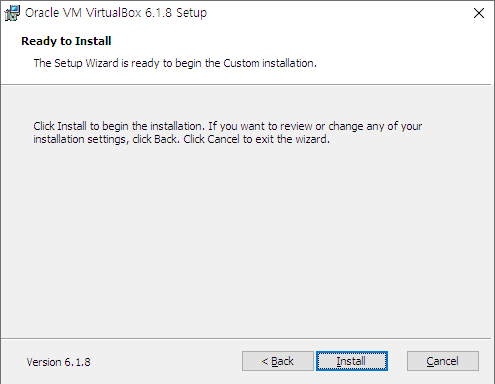 Oracle VM VirtualBox 6.1.8 Setup
Ready to Install
The Setup Wizard is ready to begin the Custom installation.
Click Install to begin the installation. If you want to review or change any of your
installation settings, click Back. Click Cancel to exit the wizard.
Version 6.1.8
< Back
Install
Cancel